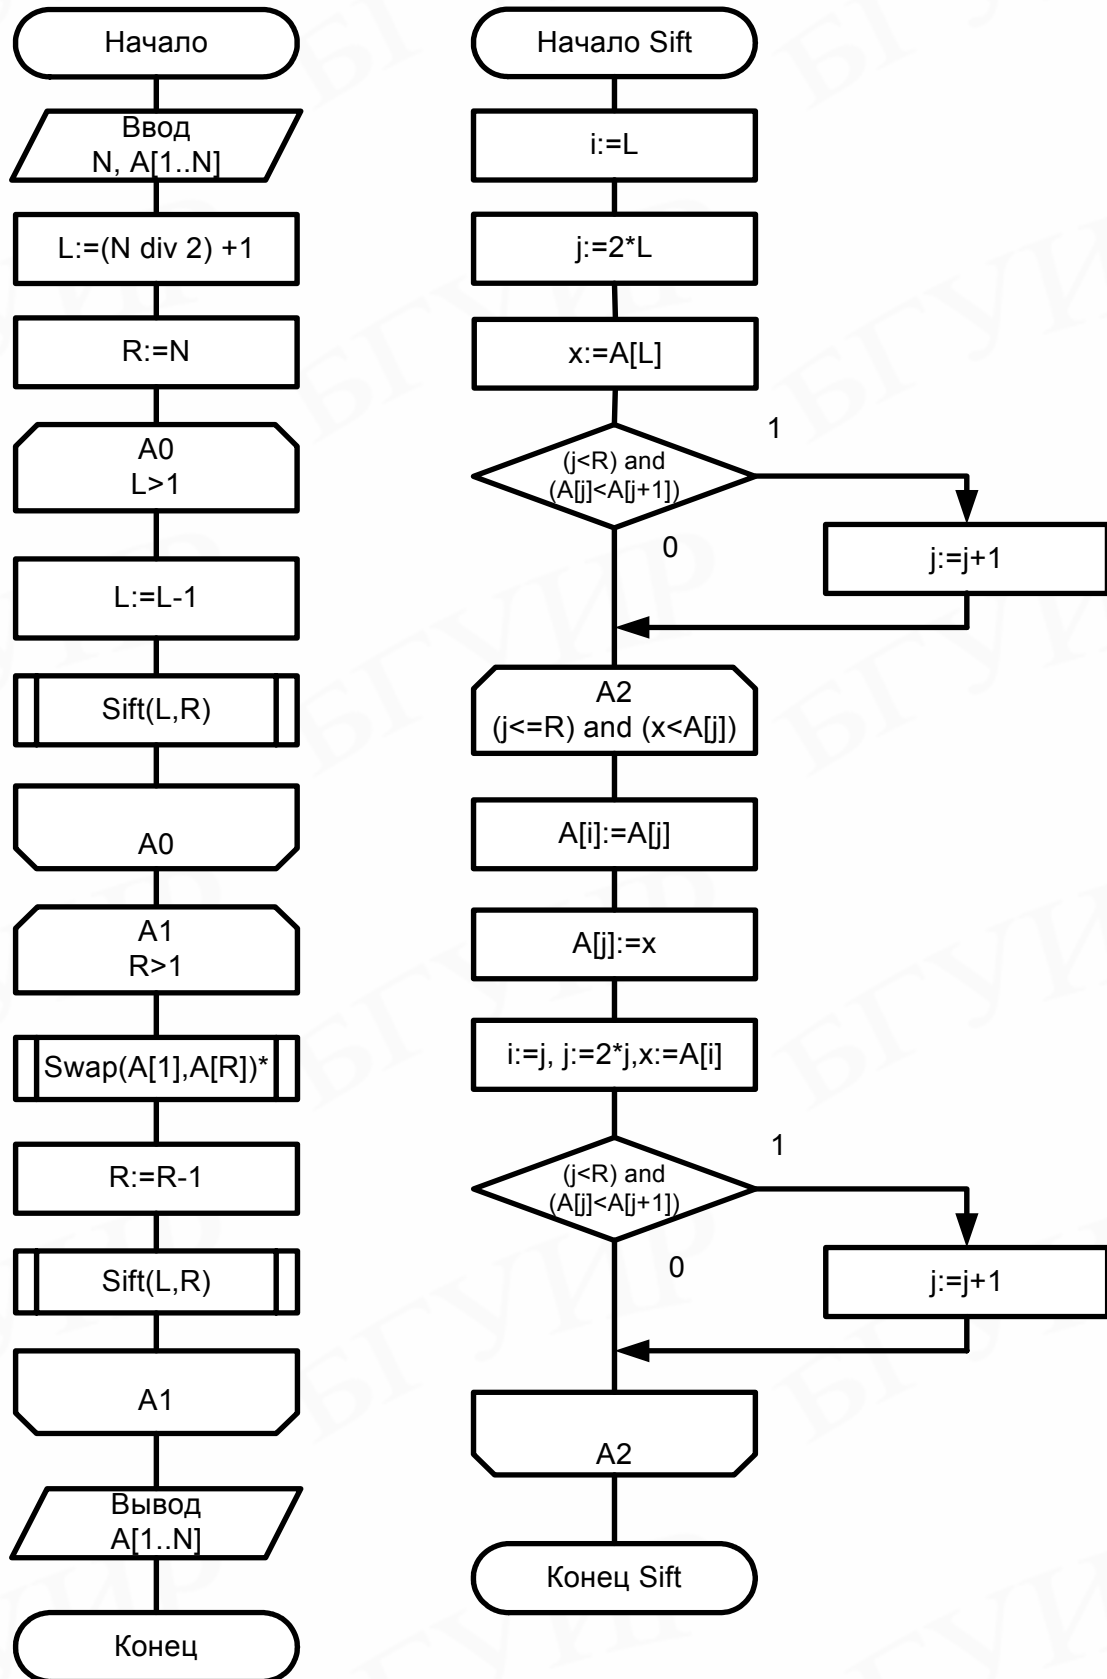 Начало
Ввод
N, A[1..N]
L:=(N div 2) +1
R:=N
A0
L>1
L:=L-1
Sift(L,R)
A0
A1
R>1
Swap(A[1],A[R])*
R:=R-1
Sift(L,R)
A1
Вывод
A[1..N]
Конец
Начало Sift
i:=L
j:=2*L
x:=A[L]
(j<R) and
(A[j]<A[j+1])
1
0
j:=j+1
A2
(j<=R) and (x<A[j])
A[i]:=A[j]
A[j]:=x
i:=j, j:=2*j,x:=A[i]
(j<R) and
(A[j]<A[j+1])
1
0
j:=j+1
A2
Конец Sift
БГУИР